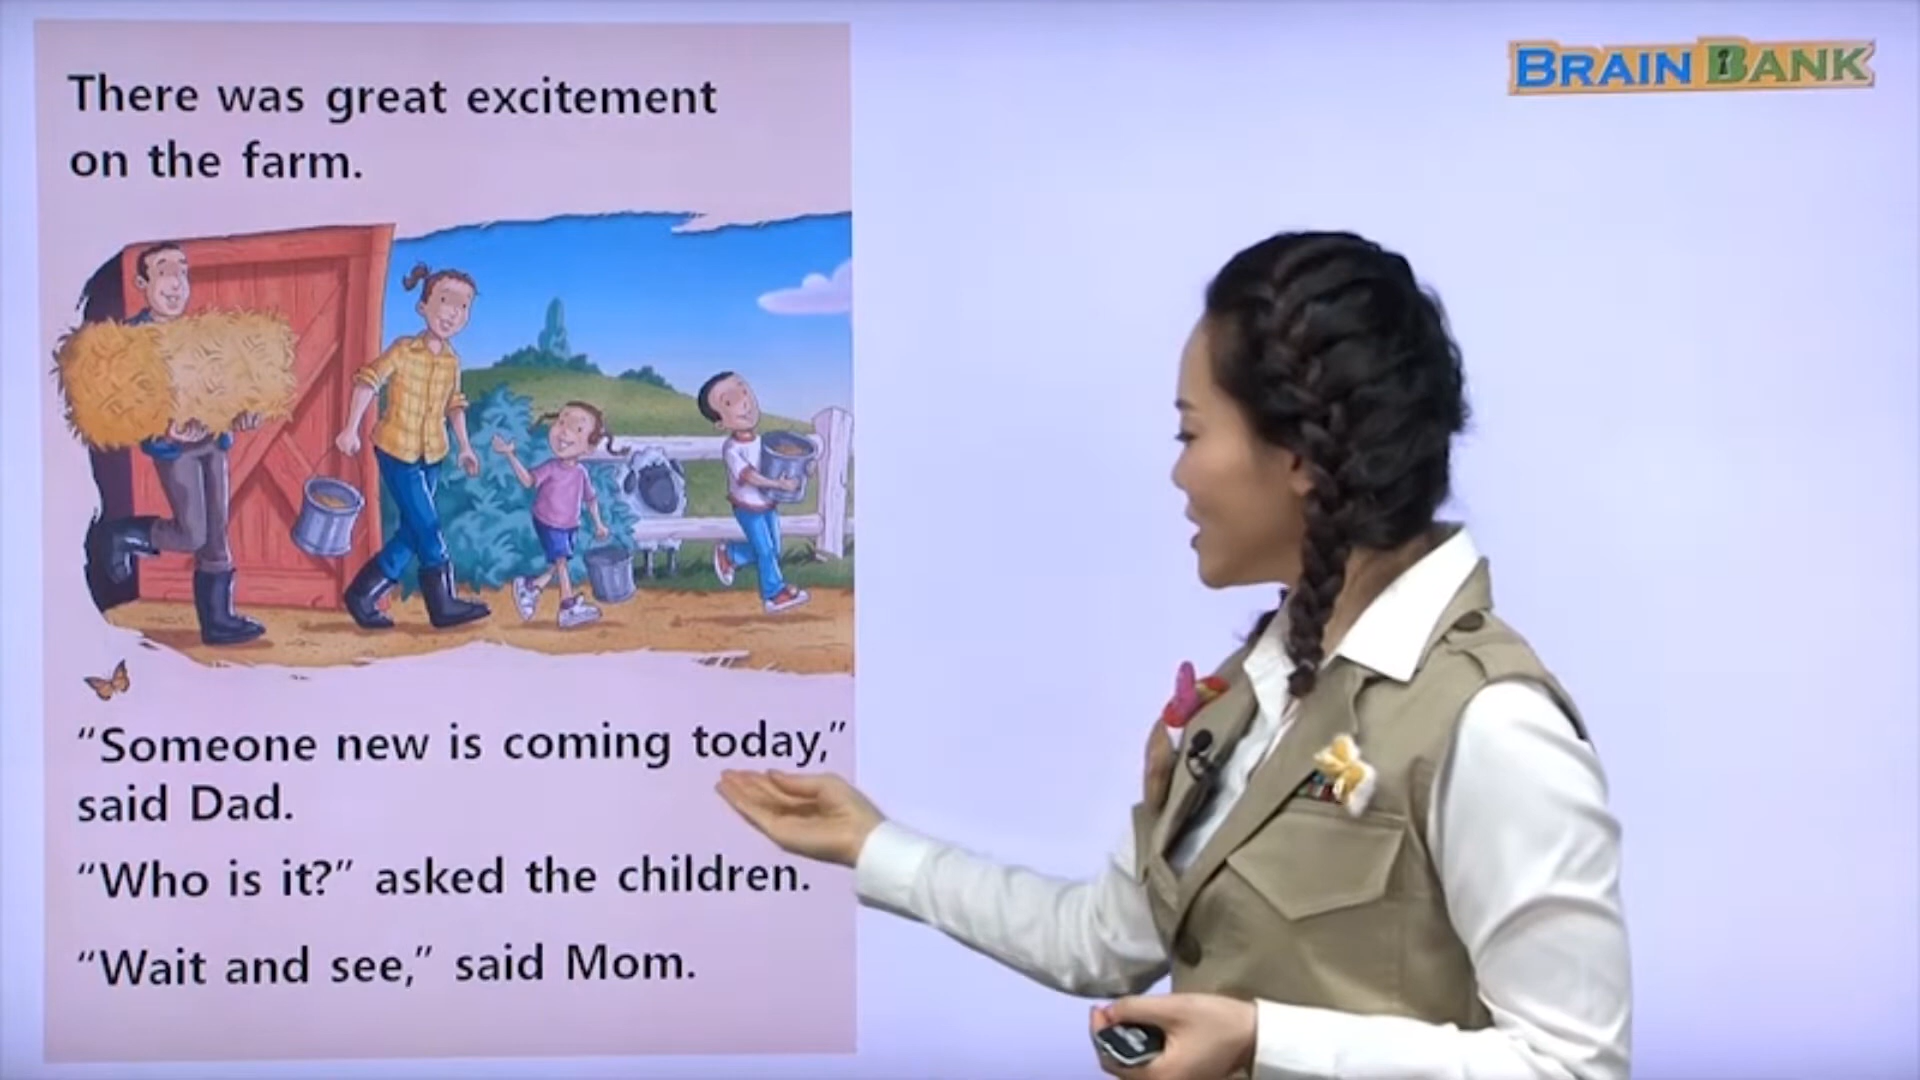 There was great excitement
on the farm.
“Someone new is coming today,”
said Dad.
“Who is it?” asked the children.
“Wait and see,” said Mom.
BRAIN BANK